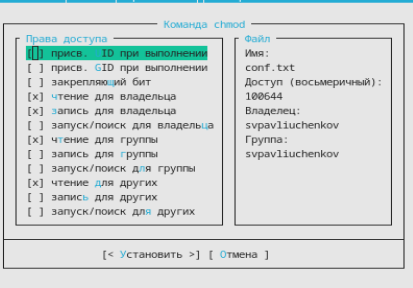 Команда chmod
Права доступа
[ ] присв. ID при выполнении
[ ] присв. GID при выполнении
[ ] закрепляющий бит
[x] чтение для владельца
[x] запись для владельца
[ ] запуск/поиск для владельца
[x] чтение для группы
[ ] запись для группы
[ ] запуск/поиск для группы
[x] чтение для других
[ ] запись для других
[ ] запуск/поиск для других
Файл
Имя:
conf.txt
Доступ (восьмеричный):
100644
Владелец:
svpavliuchenkov
Группа:
svpavliuchenkov
[< Установить >] [ Отмена ]